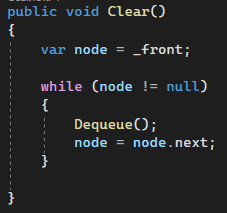 public void Clear()
{
    var node = _front;
    while (node != null)
    {
        Dequeue();
        node = node.next;
    }
}